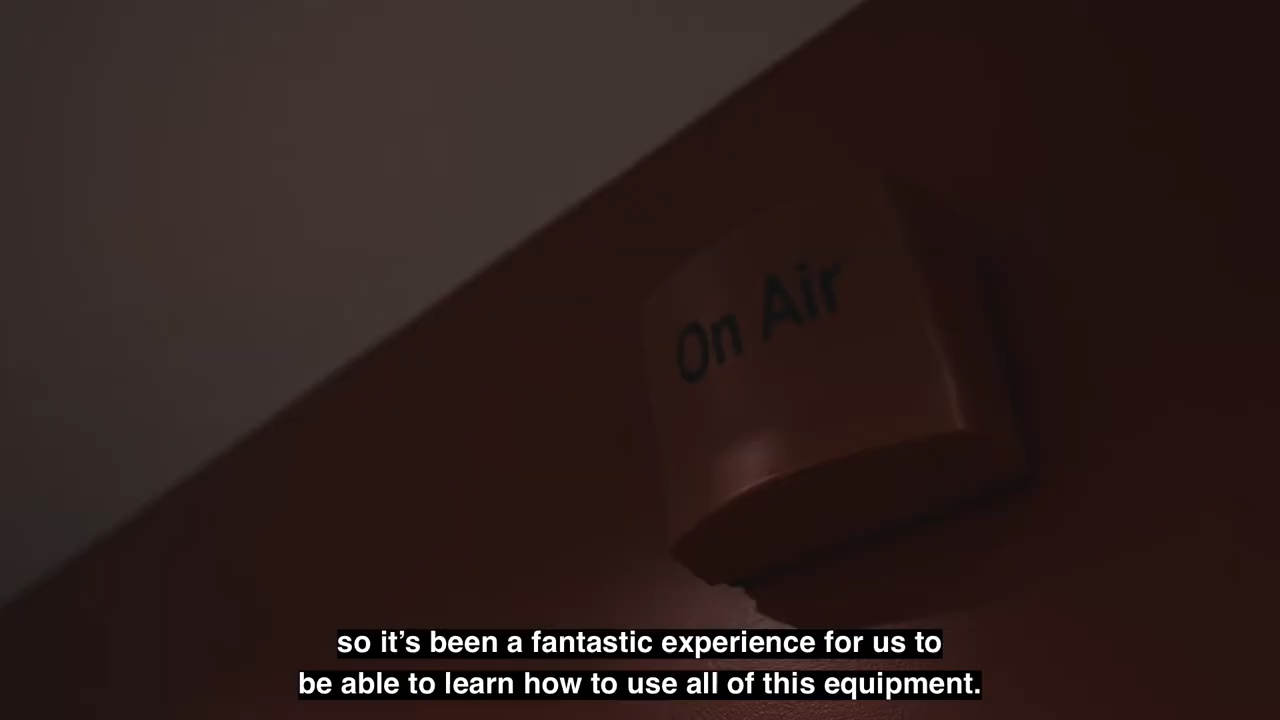 On Air
so it’s been a fantastic experience for us to
be able to learn how to use all of this equipment.